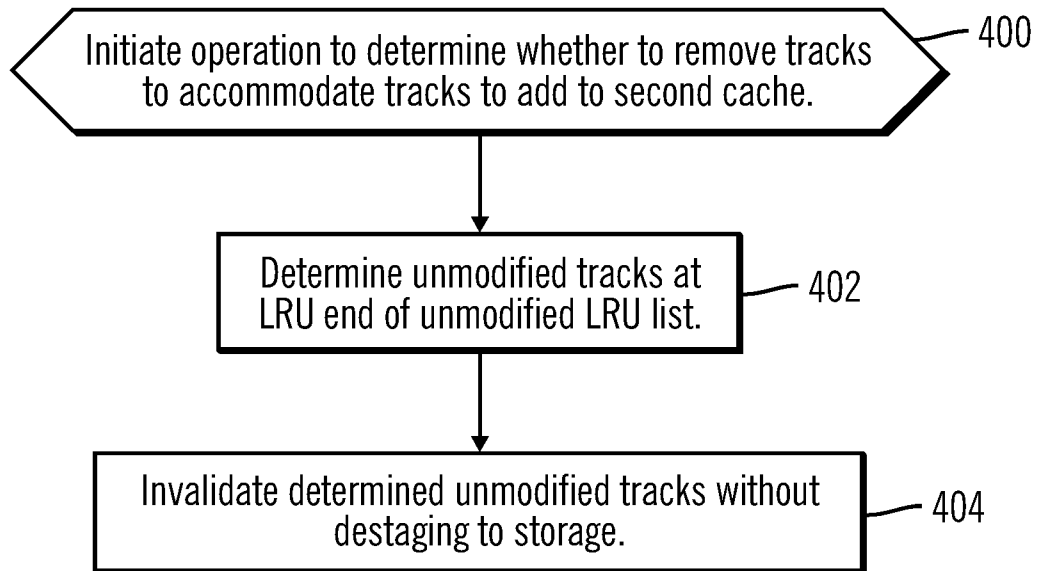 Initiate operation to determine whether to remove tracks
to accommodate tracks to add to second cache.
400
Determine unmodified tracks at
LRU end of unmodified LRU list.
402
Invalidate determined unmodified tracks without
destaging to storage.
404